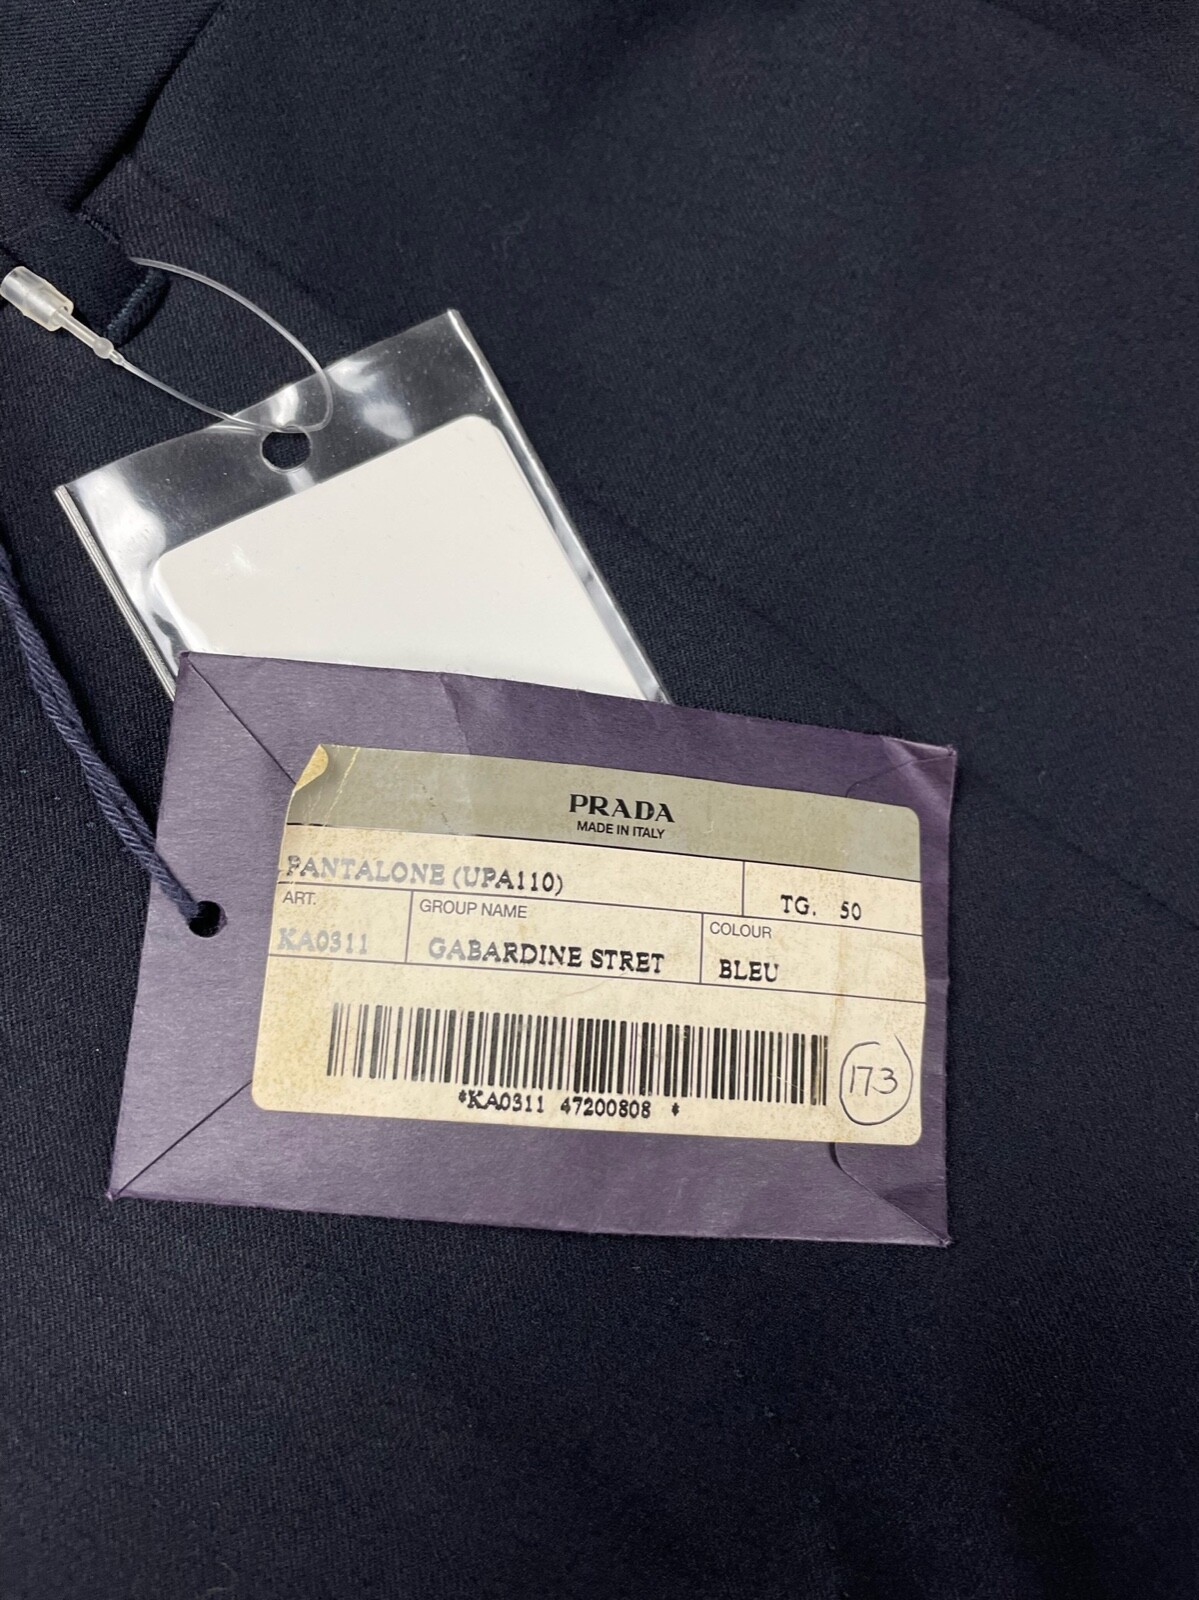 PRADA
MADE IN ITALY
PANTALONE (UPA110)
TG. 50
ART.
KA0311
GROUP NAME
GABARDINE STRET
COLOUR
BLEU
*KA0311 47200808 *
173